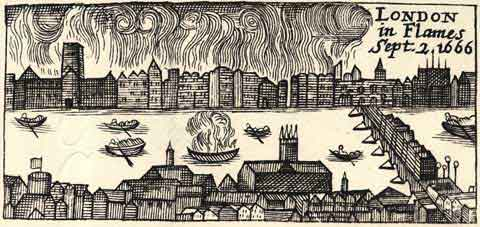 LONDON
in Flames
Sept. 2, 1666